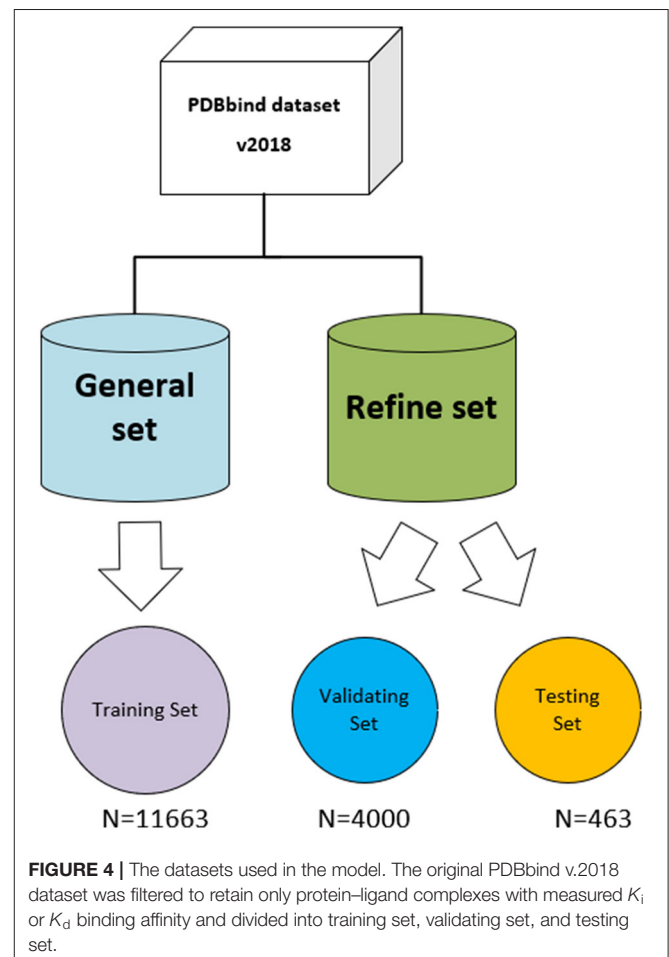 PDBbind dataset
v2018
General
set
Refine set
Training Set
Validating
Set
Testing
Set
N=11663
N=4000
N=463
FIGURE 4 | The datasets used in the model. The original PDBbind v.2018
dataset was filtered to retain only protein–ligand complexes with measured Ki
or Kd binding affinity and divided into training set, validating set, and testing
set.